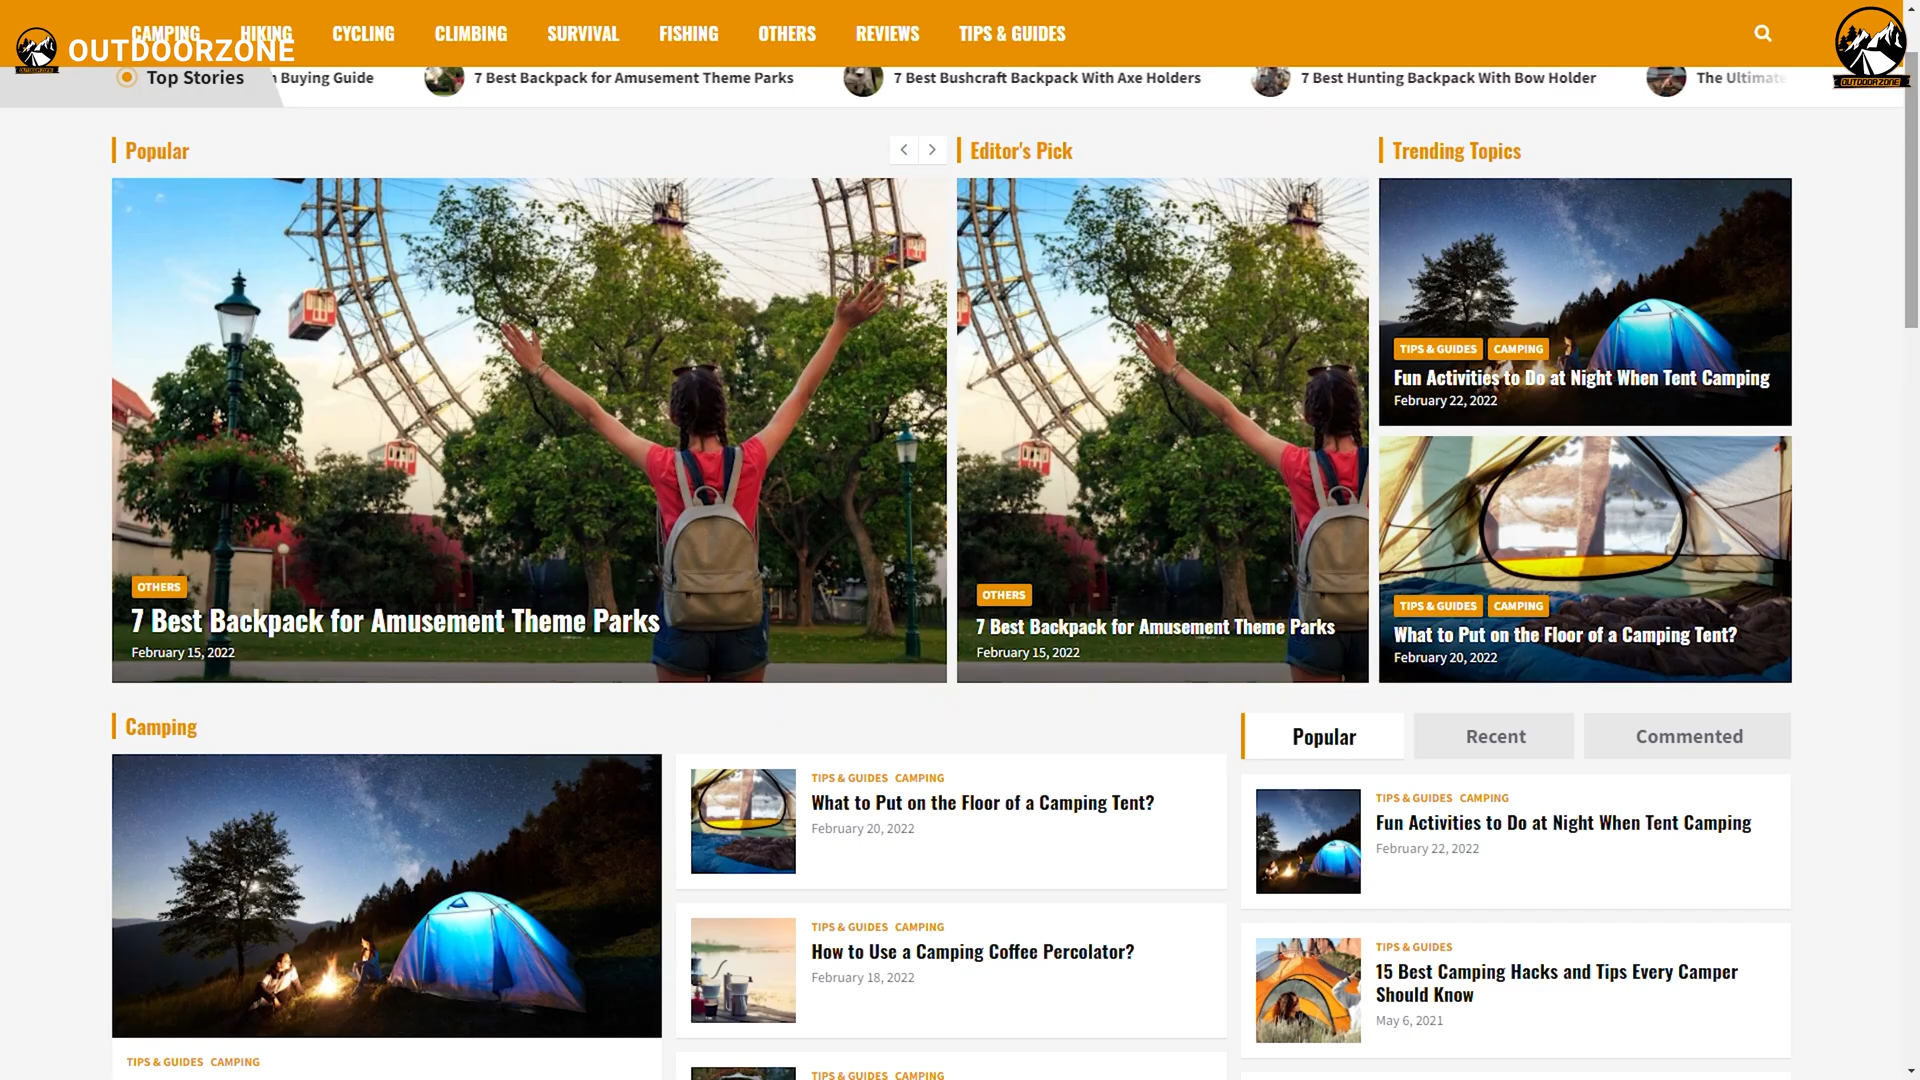 CAMPING
HIKING
CYCLING
CLIMBING
SURVIVAL
FISHING
OTHERS
REVIEWS
TIPS & GUIDES
OUTDOORZONE
OUTDOORZONE
OUTDOORZONE
Top Stories
Buying Guide
7 Best Backpack for Amusement Theme Parks
7 Best Bushcraft Backpack With Axe Holders
7 Best Hunting Backpack With Bow Holder
The Ultimate
Popular
Editor's Pick
Trending Topics
OTHERS
7 Best Backpack for Amusement Theme Parks
February 15, 2022
OTHERS
7 Best Backpack for Amusement Theme Parks
February 15, 2022
TIPS & GUIDES CAMPING
Fun Activities to Do at Night When Tent Camping
February 22, 2022
TIPS & GUIDES CAMPING
What to Put on the Floor of a Camping Tent?
February 20, 2022
Camping
TIPS & GUIDES CAMPING
TIPS & GUIDES CAMPING
What to Put on the Floor of a Camping Tent?
February 20, 2022
TIPS & GUIDES CAMPING
How to Use a Camping Coffee Percolator?
February 18, 2022
TIPS & GUIDES CAMPING
Popular
Recent
Commented
TIPS & GUIDES CAMPING
Fun Activities to Do at Night When Tent Camping
February 22, 2022
TIPS & GUIDES
15 Best Camping Hacks and Tips Every Camper
Should Know
May 6, 2021